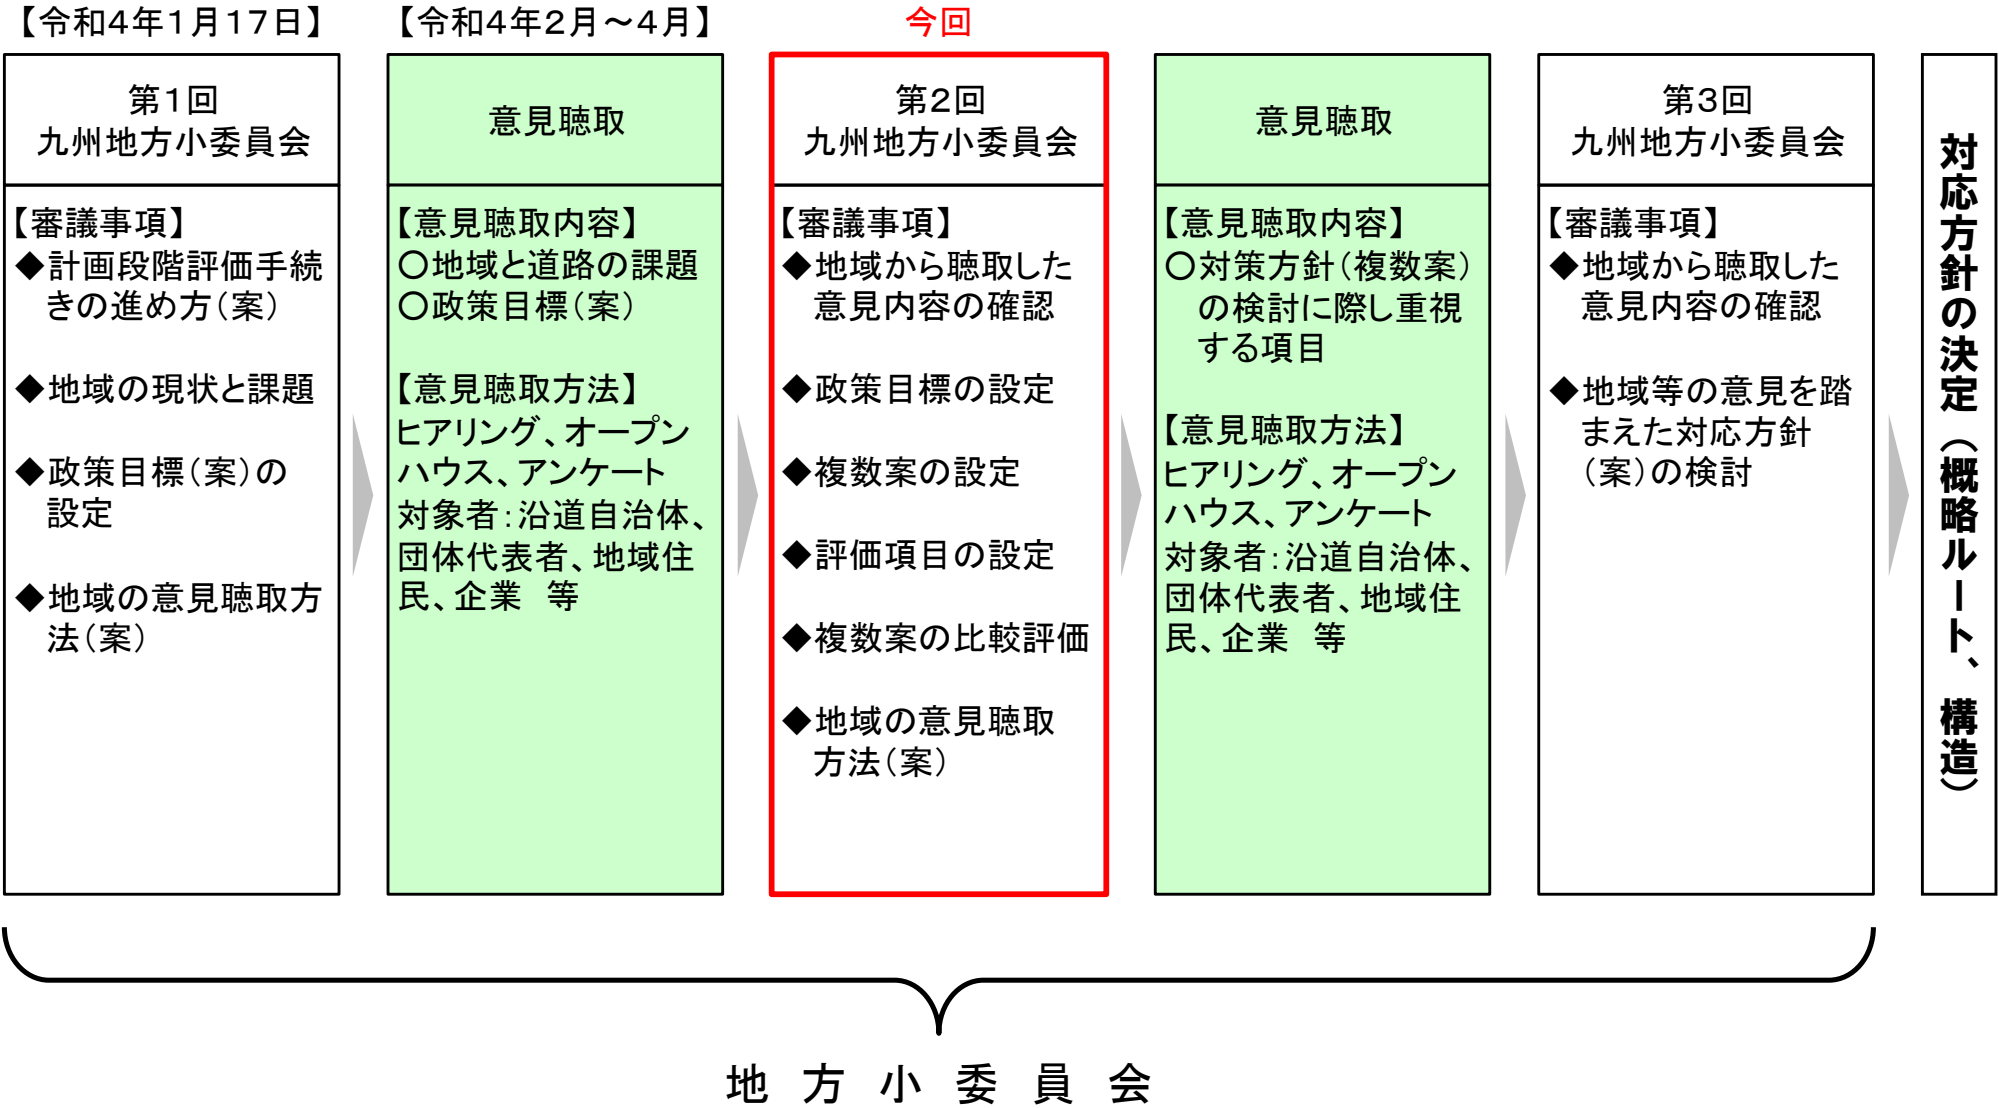 【令和4年1月17日】
第1回
九州地方小委員会
【審議事項】
◆計画段階評価手続
きの進め方(案)
◆地域の現状と課題
◆政策目標(案)の
設定
◆地域の意見聴取方
法(案)
【令和4年2月～4月】
意見聴取
【意見聴取内容】
○地域と道路の課題
○政策目標(案)
【意見聴取方法】
ヒアリング、オープン
ハウス、アンケート
対象者:沿道自治体、
団体代表者、地域住
民、企業　等
今回
第2回
九州地方小委員会
【審議事項】
◆地域から聴取した
意見内容の確認
◆政策目標の設定
◆複数案の設定
◆評価項目の設定
◆複数案の比較評価
◆地域の意見聴取
方法(案)
意見聴取
【意見聴取内容】
○対策方針(複数案)
の検討に際し重視
する項目
【意見聴取方法】
ヒアリング、オープン
ハウス、アンケート
対象者:沿道自治体、
団体代表者、地域住
民、企業　等
第3回
九州地方小委員会
【審議事項】
◆地域から聴取した
意見内容の確認
◆地域等の意見を踏
まえた対応方針
(案)の検討
対応方針の決定(概略ルート、構造)
地方小委員会